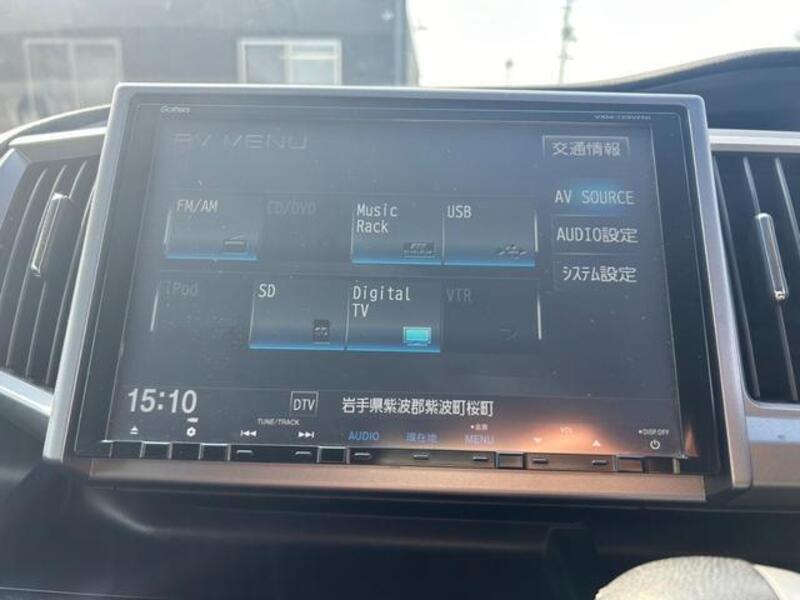 Gathers
AV MENU
交通情報
FM/AM
CD/DVD
Music
Rack
USB
AV SOURCE
AUDIO設定
iPod
SD
Digital
TV
VTR
システム設定
15:10
DTV
岩手県紫波郡紫波町桜町
TUNE/TRACK
AUDIO
現在地
MENU
VOL
DISP OFF